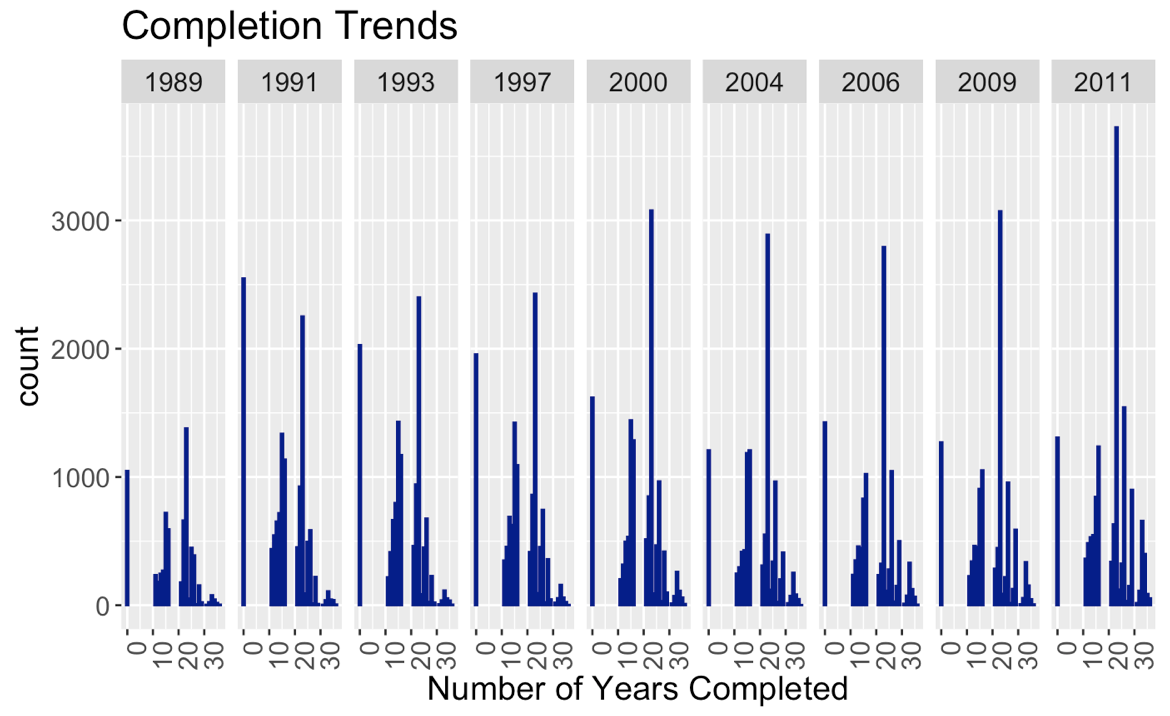 Completion Trends
1989 1991 1993 1997 2000 2004 2006 2009 2011
count
3000
2000
1000
0
0 10 20 30 0 10 20 30 0 10 20 30 0 10 20 30 0 10 20 30 0 10 20 30 0 10 20 30 0 10 20 30 0 10 20 30
Number of Years Completed